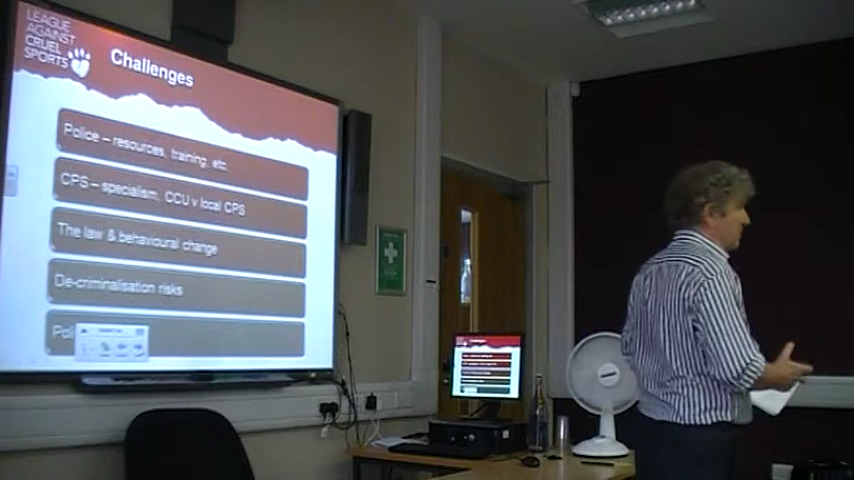 LEAGUE
AGAINST
CRUEL
SPORTS
Challenges
Police – resources, training, etc.
CPS – specialism, CCU v local CPS
The law & behavioural change
De-criminalisation risks